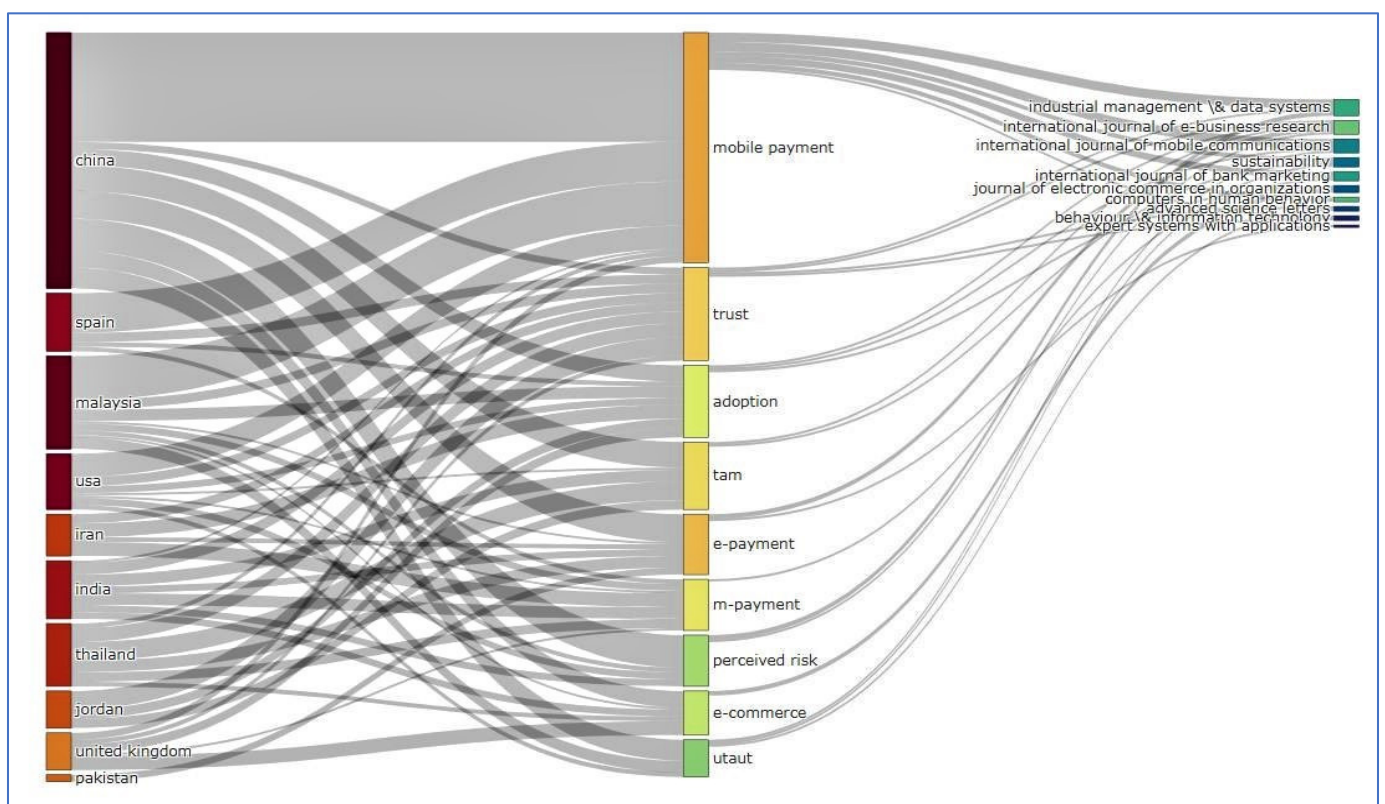 china
spain
malaysia
usa
iran
india
thailand
jordan
united kingdom
pakistan
mobile payment
trust
adoption
tam
e-payment
m-payment
perceived risk
e-commerce
utaut
industrial management \& data systems
international journal of e-business research
international journal of mobile communications
sustainability
international journal of bank marketing
journal of electronic commerce in organizations
computers in human behavior
advanced science letters
behaviour \& information technology
expert systems with applications